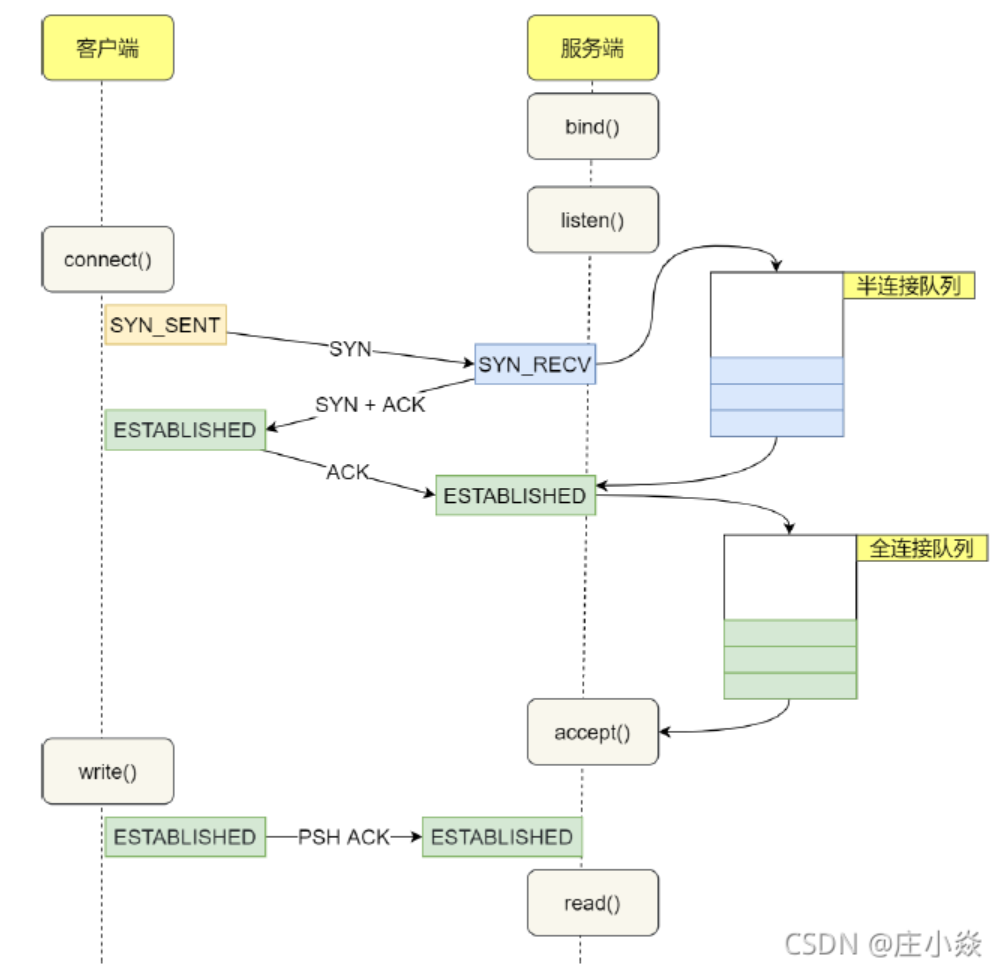 客户端
服务端
bind()
listen()
connect()
半连接队列
SYN_SENT
SYN
SYN_RECV
SYN + ACK
ESTABLISHED
ACK
ESTABLISHED
全连接队列
accept()
write()
ESTABLISHED
PSH ACK
ESTABLISHED
read()
CSDN @庄小焱